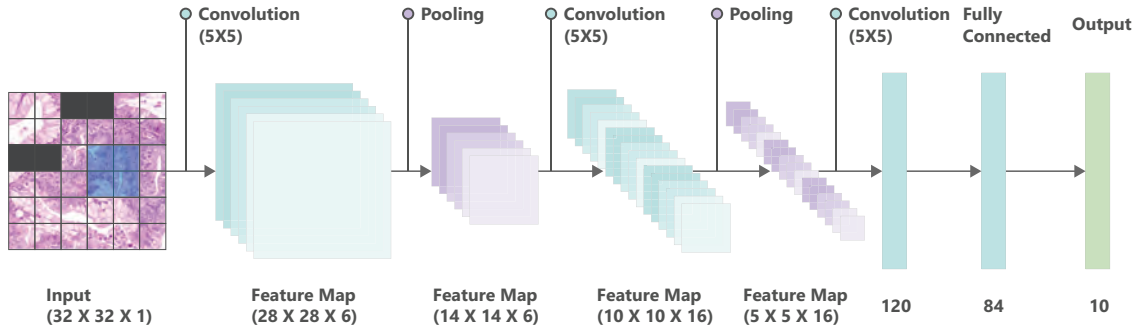 Convolution
(5X5)
Pooling
Convolution
(5X5)
Pooling
Convolution
(5X5)
Fully
Connected
Output
Input
(32 X 32 X 1)
Feature Map
(28 X 28 X 6)
Feature Map
(14 X 14 X 6)
Feature Map
(10 X 10 X 16)
Feature Map
(5 X 5 X 16)
120
84
10